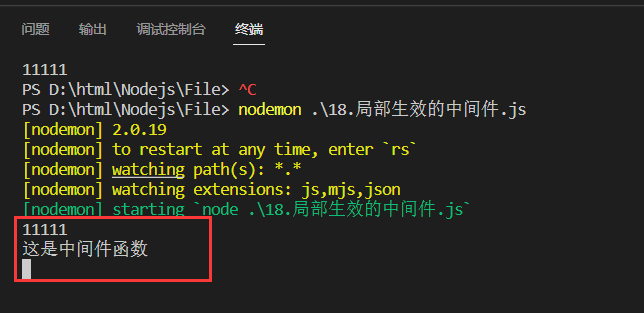 问题 输出 调试控制台 终端
11111
PS D:\html\Nodejs\File> ^C
PS D:\html\Nodejs\File> nodemon .\18.局部生效的中间件.js
[nodemon] 2.0.19
[nodemon] to restart at any time, enter `rs`
[nodemon] watching path(s): *.*
[nodemon] watching extensions: js,mjs,json
[nodemon] starting `node .\18.局部生效的中间件.js`
11111
这是中间件函数